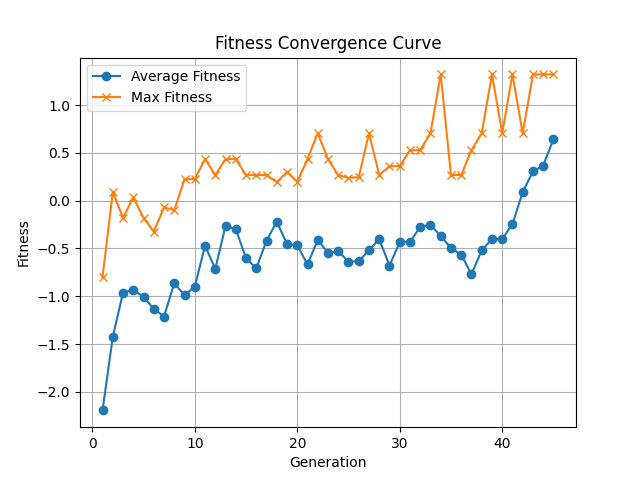 Fitness Convergence Curve
Average Fitness
Max Fitness
1.0
0.5
0.0
−0.5
−1.0
−1.5
−2.0
Fitness
0 10 20 30 40
Generation